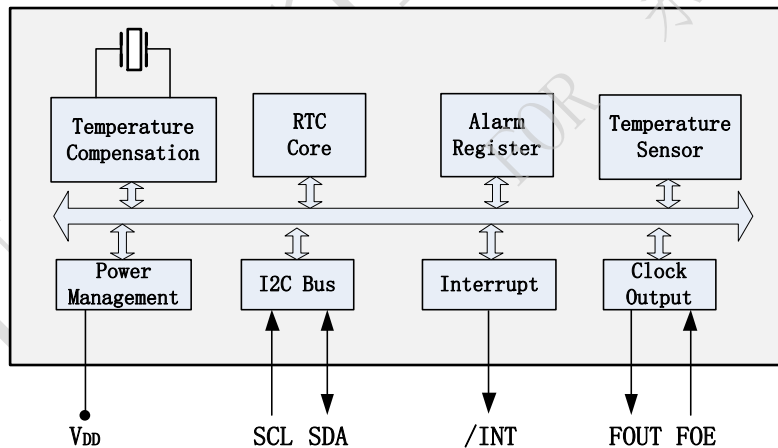 Temperature
Compensation
RTC
Core
Alarm
Register
Temperature
Sensor
Power
Management
I2C Bus
Interrupt
Clock
Output
VDD
SCL SDA
/INT
FOUT FOE
FOR